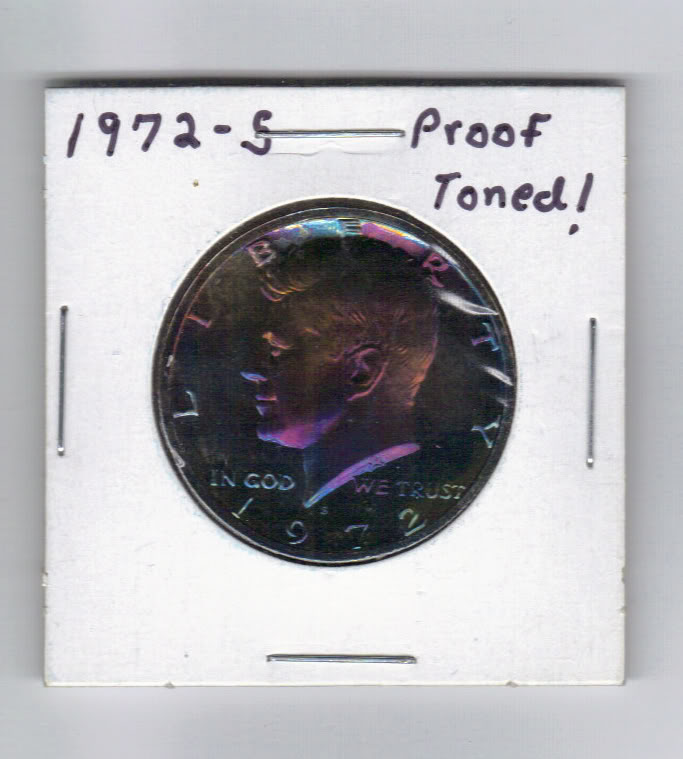 1972-S Proof
Toned!
LIBERTY
IN GOD WE TRUST
S
1972